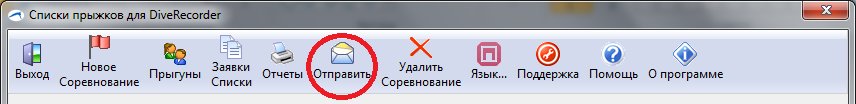 Списки прыжков для DiveRecorder
Выход
Новое
Соревнование
Прыгуны
Заявки
Списки
Отчеты
Отправить
Удалить
Соревнование
Язык...
Поддержка
Помощь
О программе